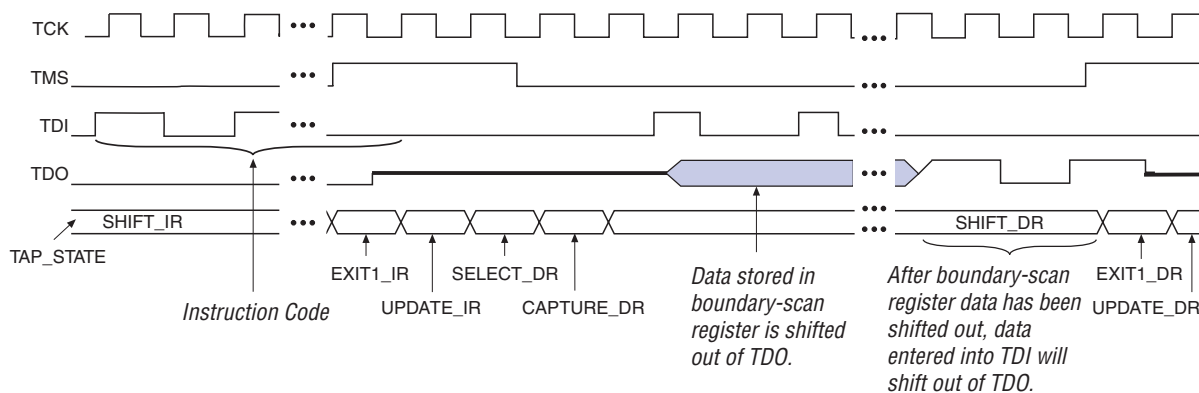 TCK
TMS
TDI
TDO
SHIFT_IR
SHIFT_DR
TAP_STATE
EXIT1_IR
SELECT_DR
Instruction Code
UPDATE_IR
CAPTURE_DR
Data stored in
boundary-scan
register is shifted
out of TDO.
After boundary-scan
register data has been
shifted out, data
entered into TDI will
shift out of TDO.
EXIT1_DR
UPDATE_DR